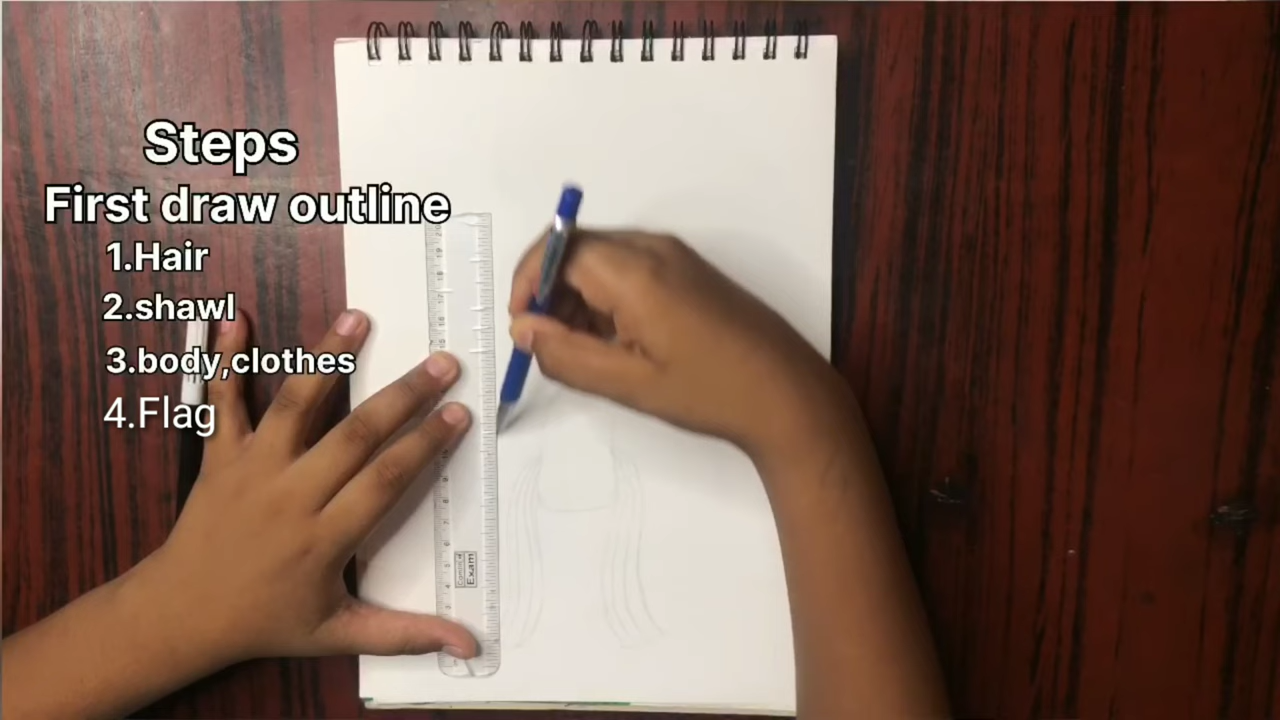 Steps
First draw outline
1.Hair
2.shawl
3.body,clothes
4.Flag
Exam